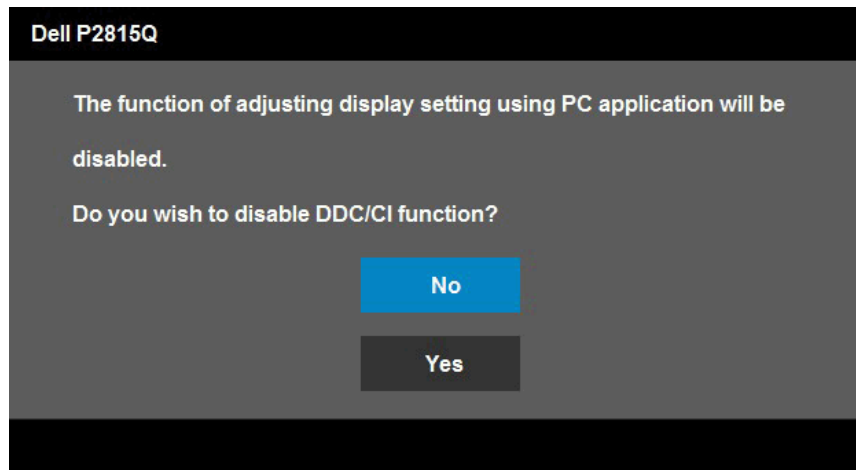 Dell P2815Q
The function of adjusting display setting using PC application will be
disabled.
Do you wish to disable DDC/CI function?
No
Yes